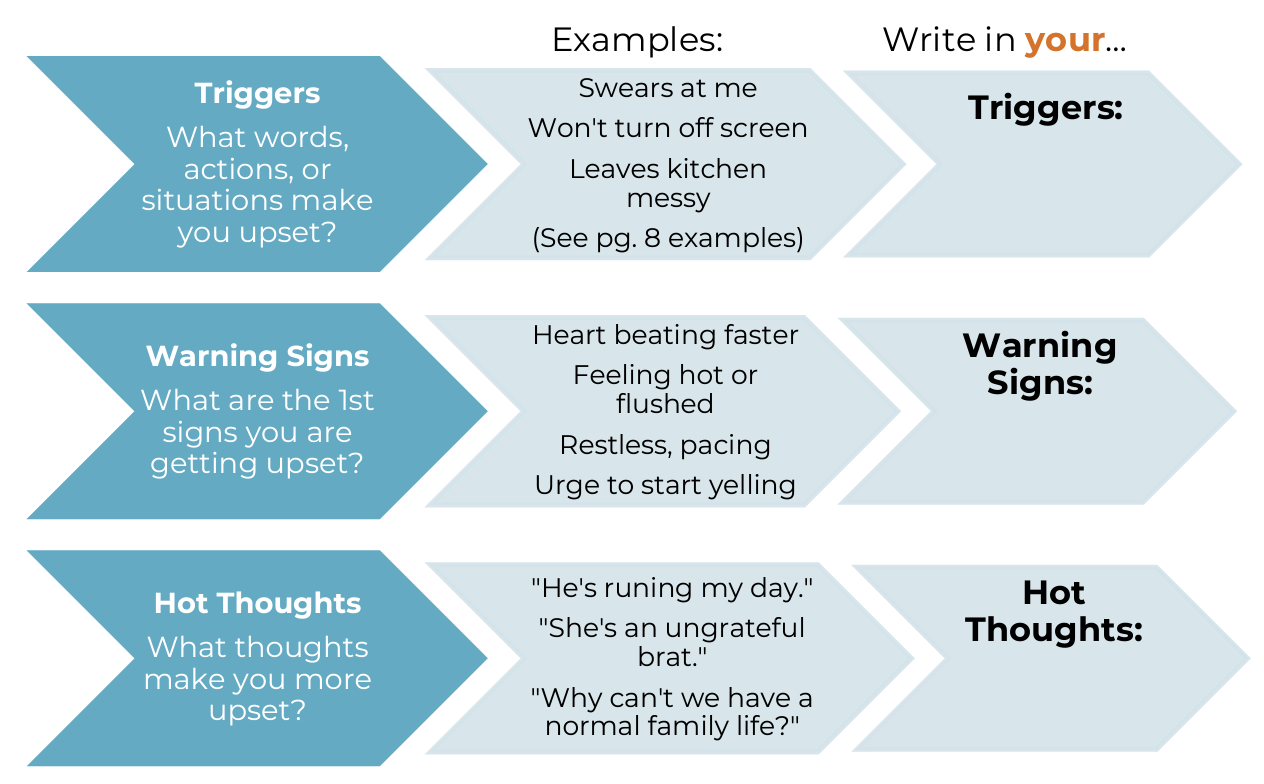 Examples:
Write in your...
Triggers
What words,
actions, or
situations make
you upset?
Swears at me
Won't turn off screen
Leaves kitchen
messy
(See pg. 8 examples)
Triggers:
Warning Signs
What are the 1st
signs you are
getting upset?
Heart beating faster
Feeling hot or
flushed
Restless, pacing
Urge to start yelling
Warning
Signs:
Hot Thoughts
What thoughts
make you more
upset?
"He's runing my day."
"She's an ungrateful
brat."
"Why can't we have a
normal family life?"
Hot
Thoughts: